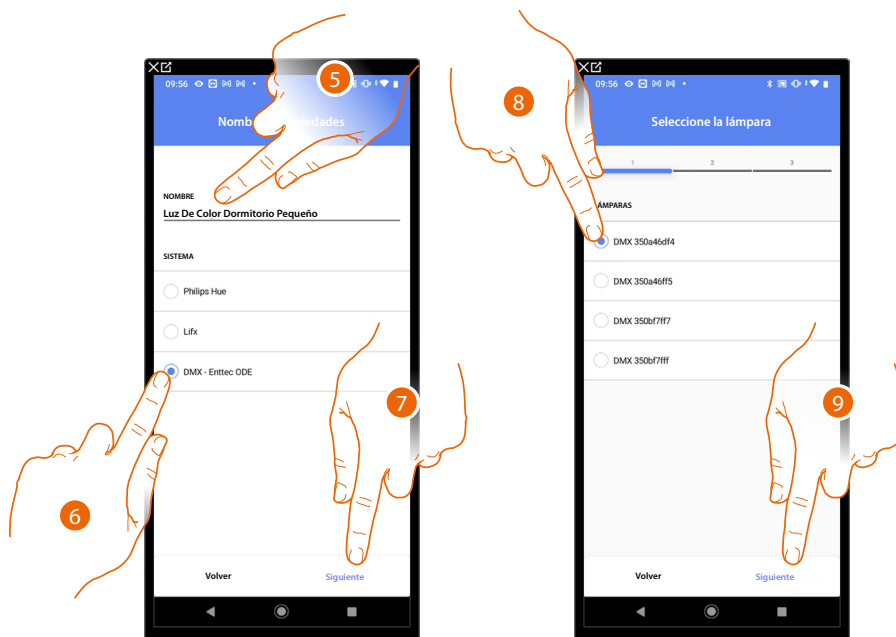 5
09:56
Nomb iedades
NOMBRE
Luz De Color Dormitorio Pequeño
SISTEMA
Philips Hue
Lifx
DMX - Enttec ODE
7
6
Volver Siguiente
8
09:56
Seleccione la lámpara
1 2 3
LÁMPARAS
DMX 350a46df4
DMX 350a46ff5
DMX 350bf7ff7
DMX 350bf7fff
9
Volver Siguiente